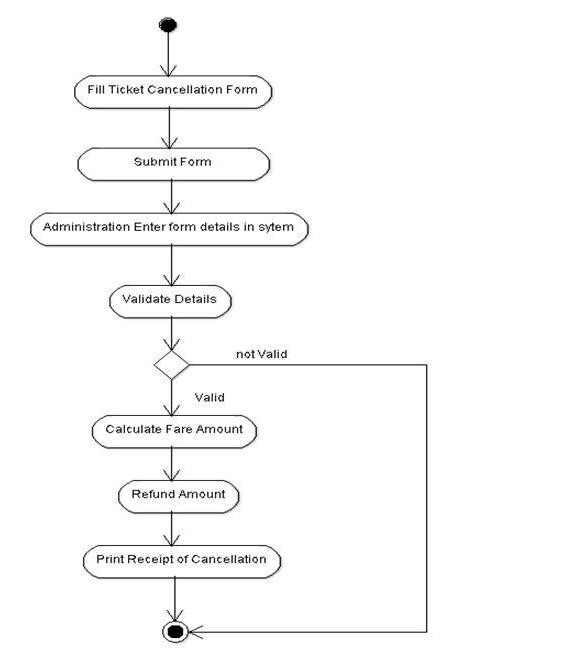 Fill Ticket Cancellation Form
Submit Form
Administration Enter form details in sytem
Validate Details
not Valid
Valid
Calculate Fare Amount
Refund Amount
Print Receipt of Cancellation